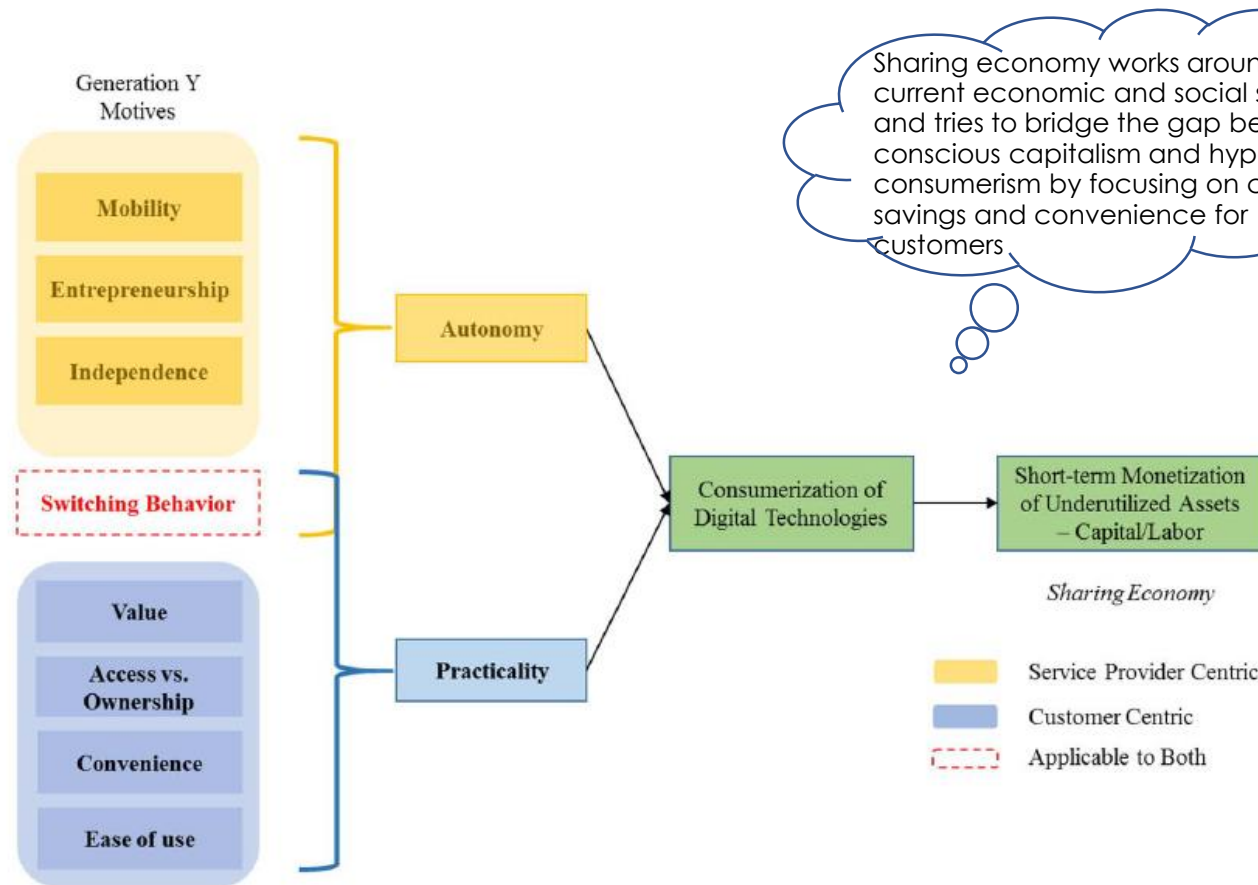 Generation Y
Motives
Mobility
Entrepreneurship
Independence
Switching Behavior
Value
Access vs.
Ownership
Convenience
Ease of use
Autonomy
Practicality
Consumerization of
Digital Technologies
Sharing economy works
current economic and social
and tries to bridge the gap
conscious capitalism and
consumerism by focusing on
savings and convenience for
customers
Short-term Monetization
of Underutilized Assets
– Capital/Labor
Sharing Economy
Service Provider Centric
Customer Centric
Applicable to Both